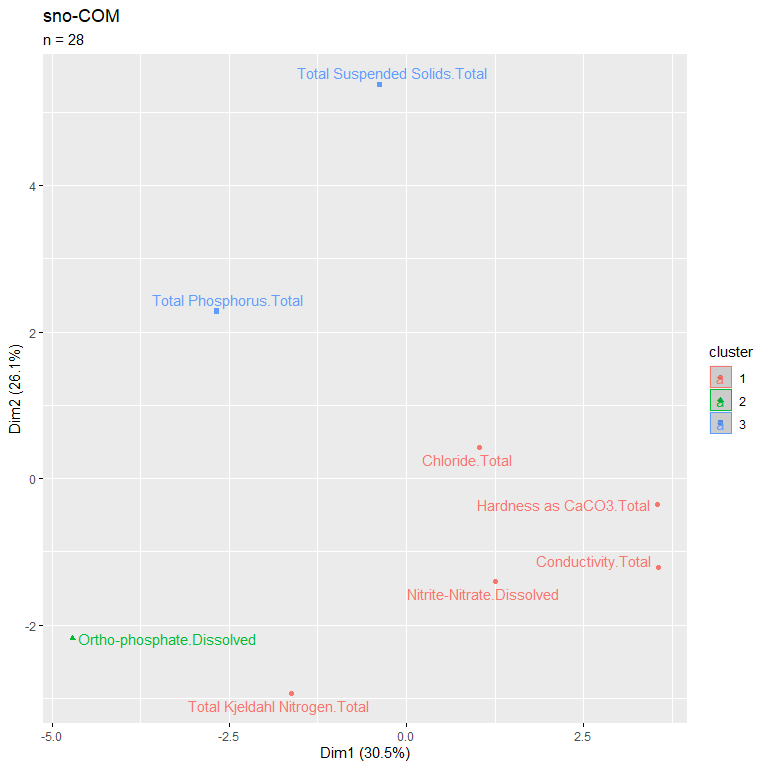 sno-COM
n = 28
Total Suspended Solids.Total
4
Total Phosphorus.Total
2
Dim2 (26.1%)
cluster
1
2
3
Chloride.Total
0
Hardness as CaCO3.Total
Conductivity.Total
Nitrite-Nitrate.Dissolved
-2
Ortho-phosphate.Dissolved
Total Kjeldahl Nitrogen.Total
-5.0
-2.5
0.0
2.5
Dim1 (30.5%)